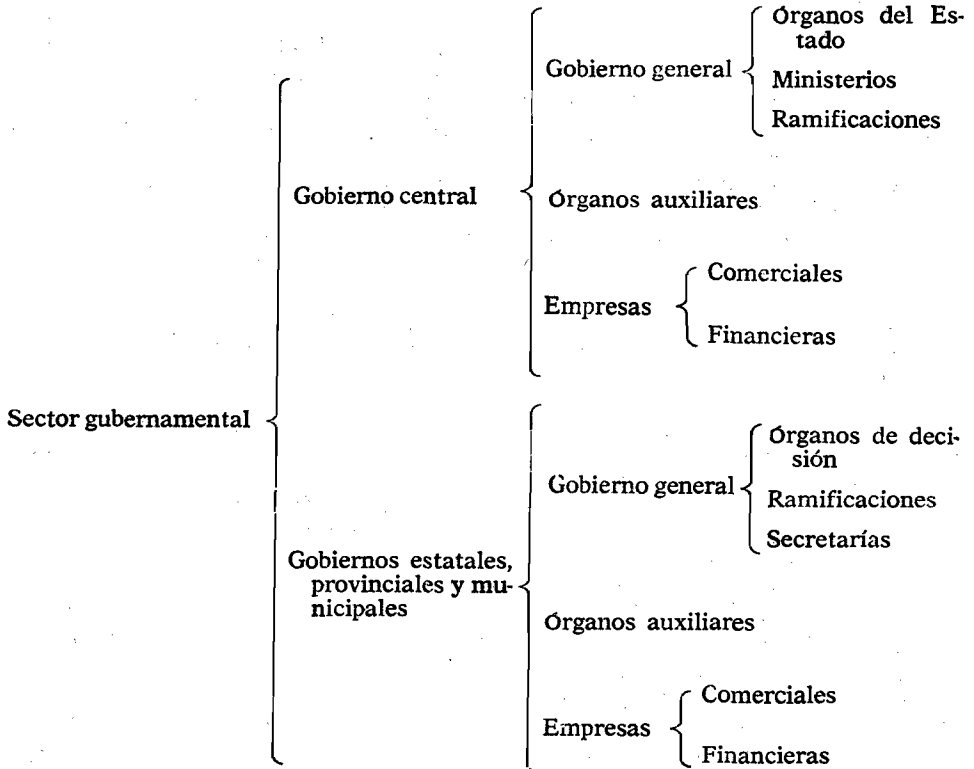 Sector gubernamental
Gobierno central
Gobierno general
Órganos del Es-
tado
Ministerios
Ramificaciones
Órganos auxiliares
Empresas
Comerciales
Financieras
Gobiernos estatales,
provinciales y mu-
nicipales
Gobierno general
Órganos de deci-
sión
Ramificaciones
Secretarías
Órganos auxiliares
Empresas
Comerciales
Financieras